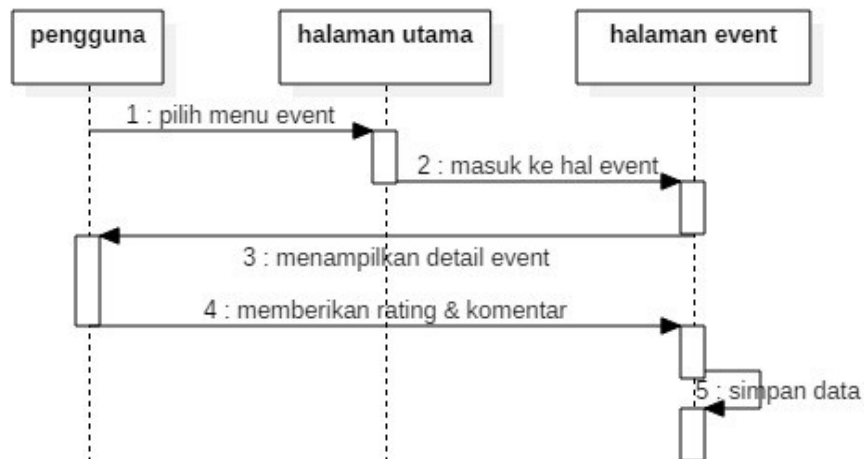 pengguna
halaman utama
halaman event
1 : pilih menu event
2 : masuk ke hal event
3 : menampilkan detail event
4 : memberikan rating & komentar
5 : simpan data